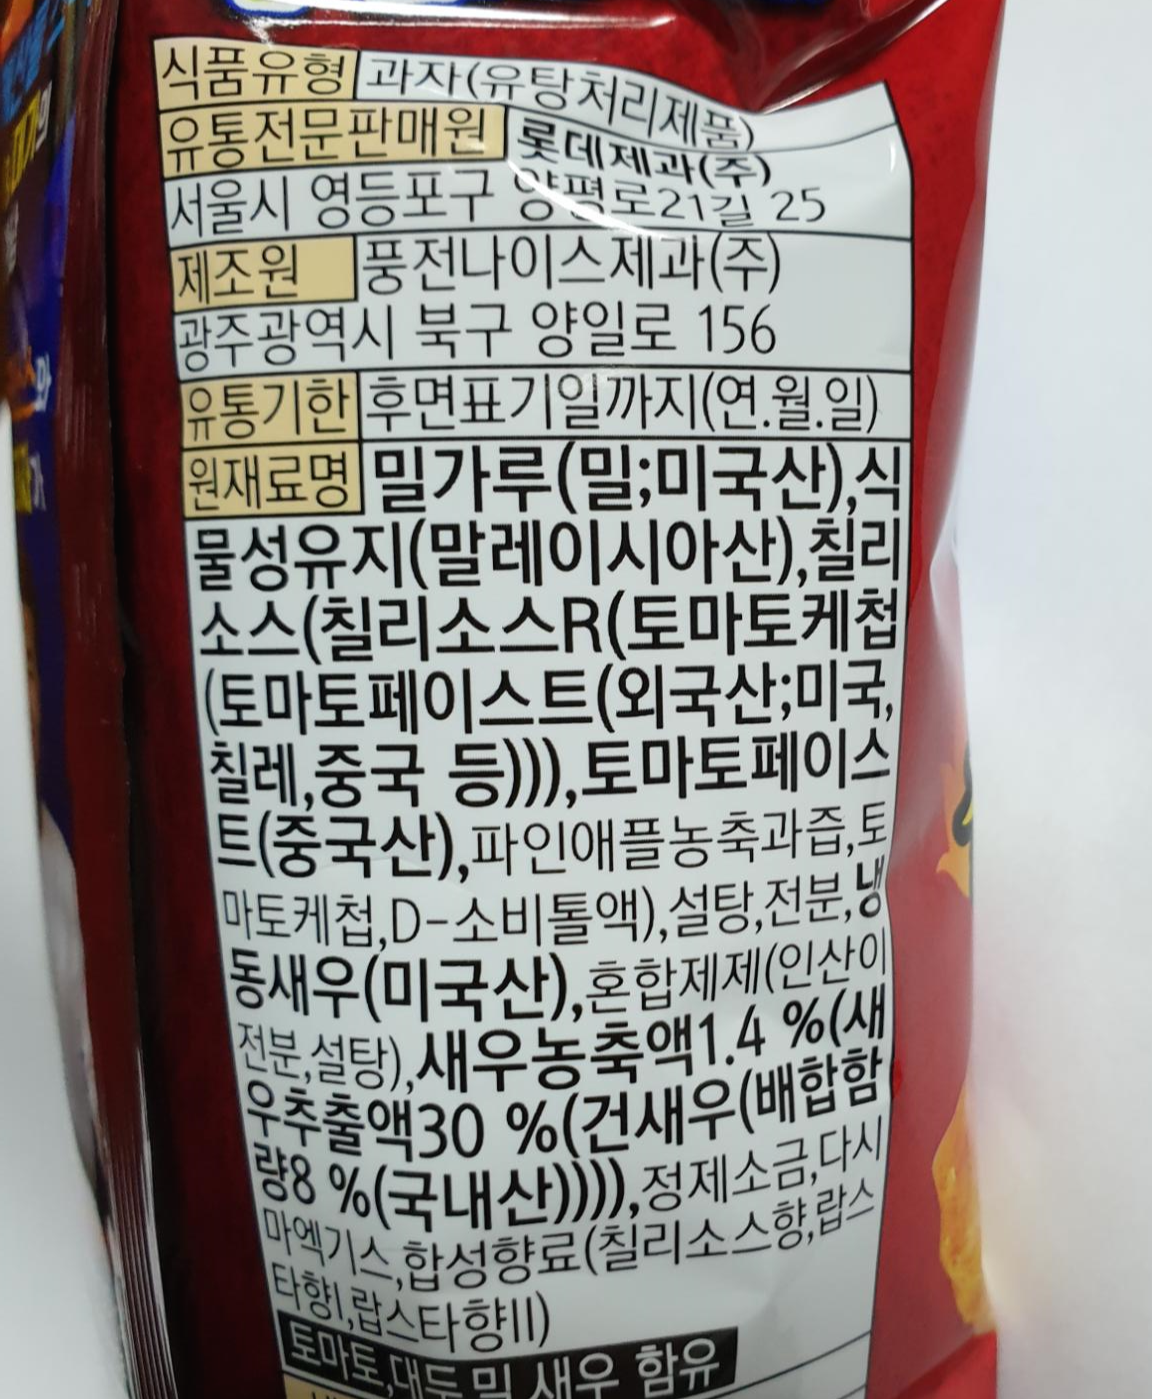 식품유형 과자(유탕처리제품)
유통전문판매원 롯데제과(주)
서울시 영등포구 양평로21길 25
제조원 풍전나이스제과(주)
광주광역시 북구 양일로 156
유통기한 후면표기일까지(연.월.일)
원재료명 밀가루(밀;미국산),식
물성유지(말레이시아산),칠리
소스(칠리소스R(토마토케첩
(토마토페이스트(외국산;미국,
칠레,중국 등))),토마토페이스
트(중국산),파인애플농축과즙,토
마토케첩,D-소비톨액),설탕,전분,냉
동새우(미국산),혼합제제(인산이
전분,설탕),새우농축액1.4 %(새
우추출액30 %(건새우(배합함
량8 %(국내산)))),정제소금,다시
마엑기스,합성향료(칠리소스향,랍스
타향I,랍스타향II)
토마토,대두,밀,새우 함유